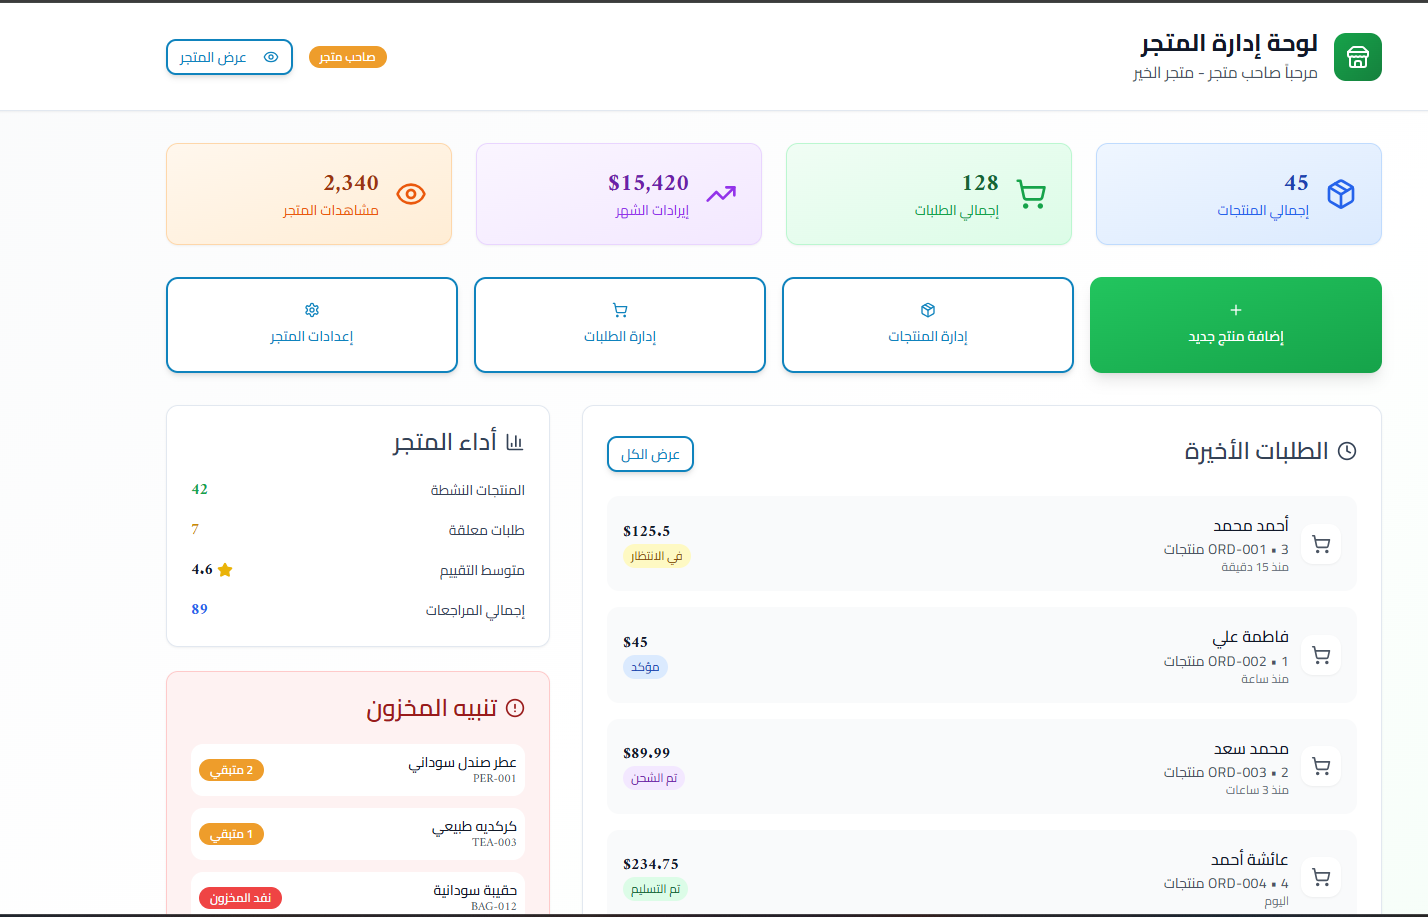 لوحة إدارة المتجر
مرحباً صاحب متجر - متجر الخير
صاحب متجر
عرض المتجر
45
إجمالي المنتجات
128
إجمالي الطلبات
$15,420
إيرادات الشهر
2,340
مشاهدات المتجر
إضافة منتج جديد
إدارة المنتجات
إدارة الطلبات
إعدادات المتجر
الطلبات الأخيرة
عرض الكل
أحمد محمد
ORD-001 • 3 منتجات
منذ 15 دقيقة
$125.5
في الانتظار
فاطمة علي
ORD-002 • 1 منتجات
منذ ساعة
$45
مؤكد
محمد سعد
ORD-003 • 2 منتجات
منذ 3 ساعات
$89.99
تم الشحن
عائشة أحمد
ORD-004 • 4 منتجات
اليوم
$234.75
تم التسليم
أداء المتجر
المنتجات النشطة 42
طلبات معلقة 7
متوسط التقييم 4.6
إجمالي المراجعات 89
تنبيه المخزون
عطر صندل سوداني
PER-001
2 متبقي
كركديه طبيعي
TEA-003
1 متبقي
حقيبة سودانية
BAG-012
نفد المخزون